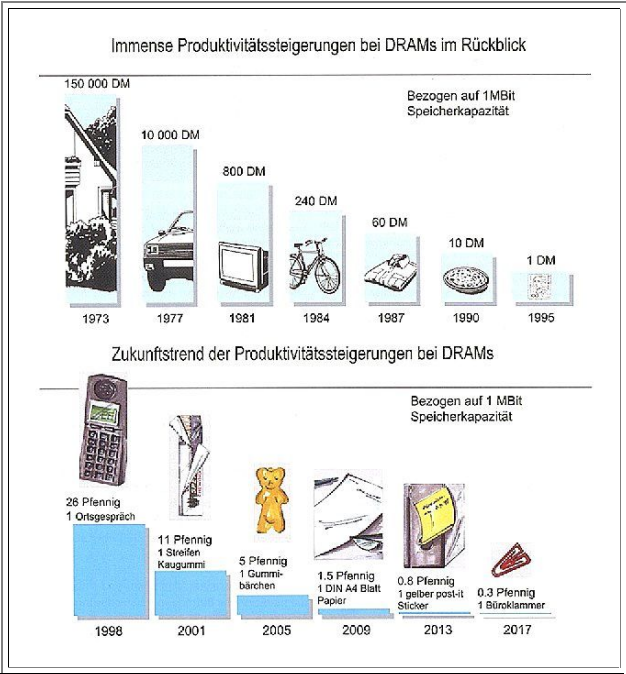 Immense Produktivitätssteigerungen bei DRAMs im Rückblick
150 000 DM
Bezogen auf 1MBit
Speicherkapazität
10 000 DM
800 DM
240 DM
60 DM
10 DM
1 DM
1973
1977
1981
1984
1987
1990
1995
Zukunftstrend der Produktivitätssteigerungen bei DRAMs
Bezogen auf 1 MBit
Speicherkapazität
26 Pfennig
1 Ortsgespräch
11 Pfennig
1 Streifen
Kaugummi
5 Pfennig
1 Gummi-
bärchen
1.5 Pfennig
1 DIN A4 Blatt
Papier
0.8 Pfennig
1 gelber post-it
Sticker
0.3 Pfennig
1 Büroklammer
1998
2001
2005
2009
2013
2017